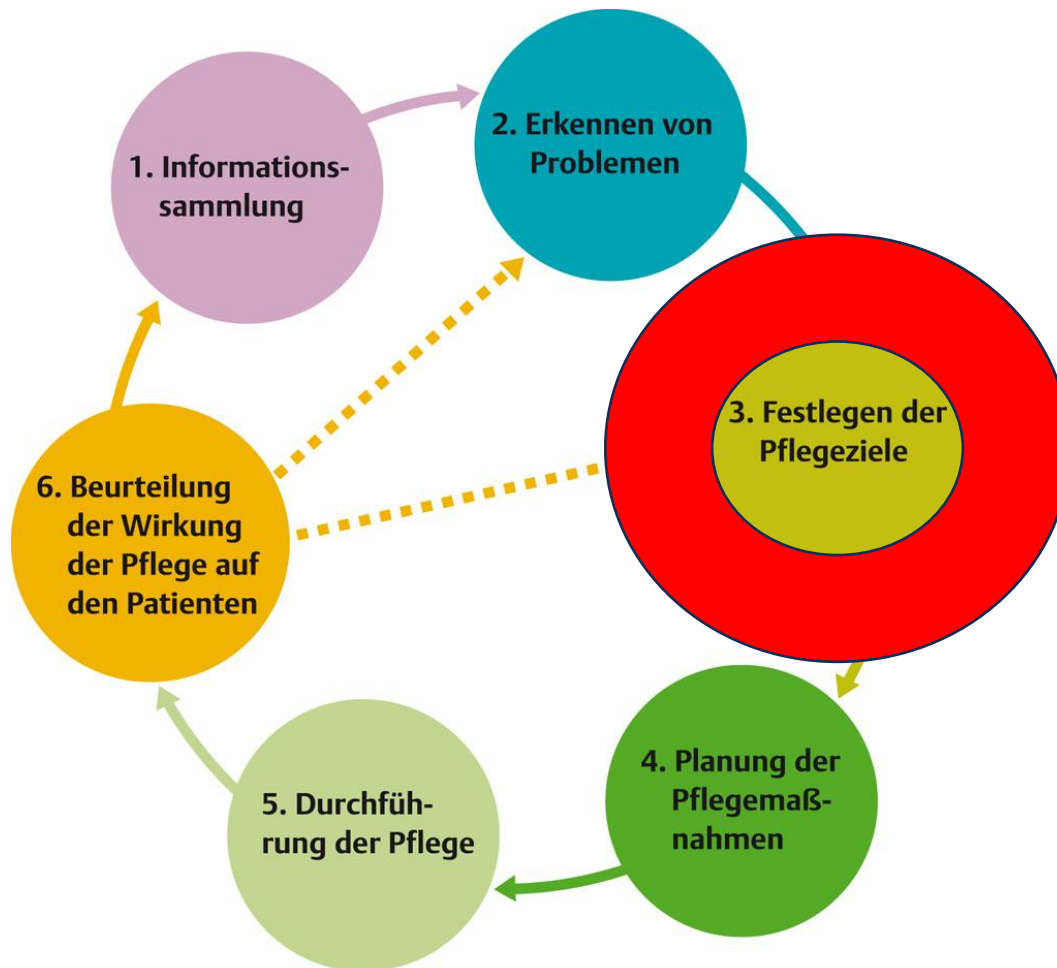 1. Informations-
sammlung
2. Erkennen von
Problemen
3. Festlegen der
Pflegeziele
4. Planung der
Pflegemaß-
nahmen
5. Durchfüh-
rung der Pflege
6. Beurteilung
der Wirkung
der Pflege auf
den Patienten